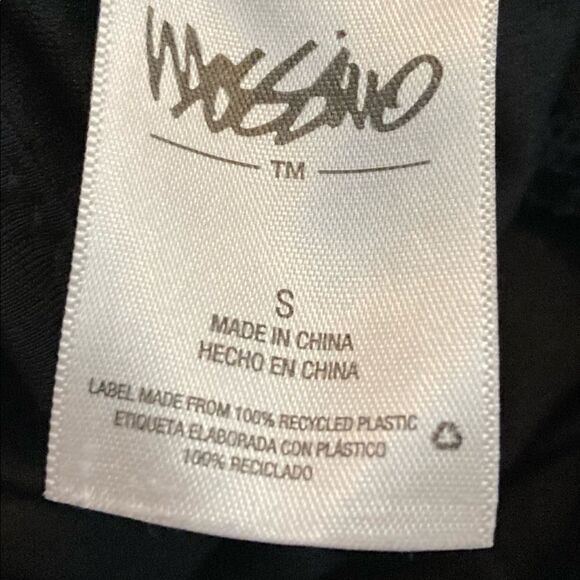 Mossimo
TM
S
MADE IN CHINA
HECHO EN CHINA
LABEL MADE FROM 100% RECYCLED PLASTIC
ETIQUETA ELABORADA CON PLÁSTICO
100% RECICLADO